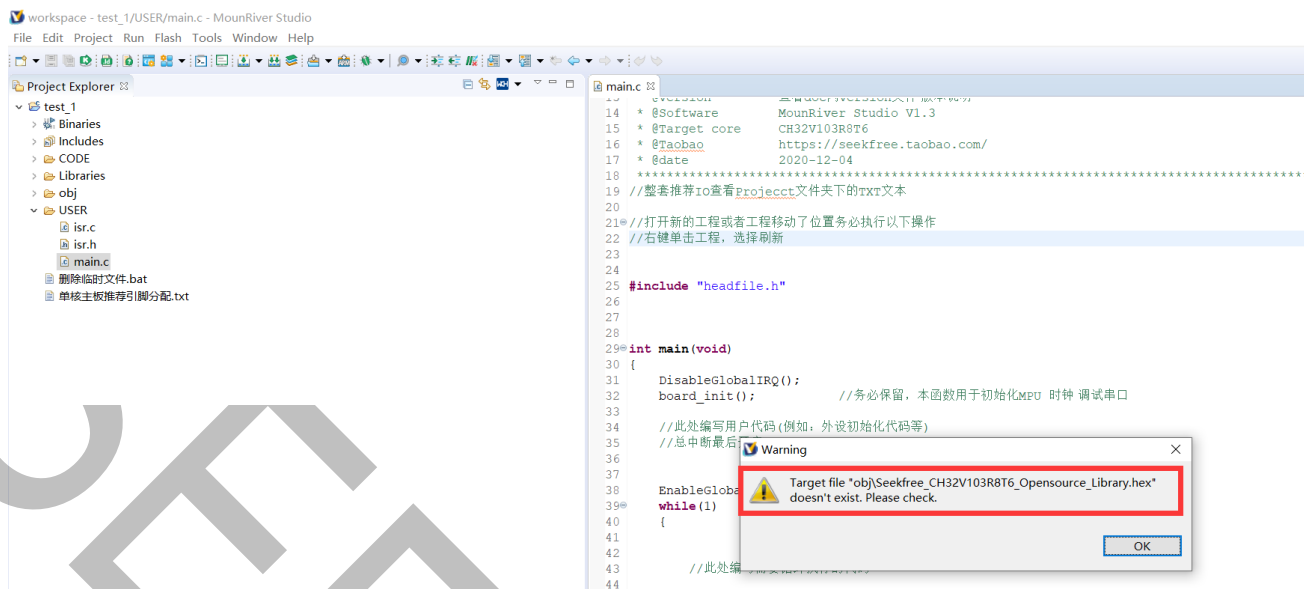 workspace - test_1/USER/main.c - MounRiver Studio
File Edit Project Run Flash Tools Window Help
Project Explorer
test_1
Binaries
Includes
CODE
Libraries
obj
USER
isr.c
isr.h
main.c
删除临时文件.bat
单核主板推荐引脚分配.txt
main.c
14 * @Software MounRiver Studio V1.3
15 * @Target core CH32V103R8T6
16 * @Taobao https://seekfree.taobao.com/
17 * @date 2020-12-04
18 ********************************************************************************************
19 //整套推荐IO查看Projecct文件夹下的TXT文本
20
21 //打开新的工程或者工程移动了位置务必执行以下操作
22 //右键单击工程，选择刷新
23
24
25 #include "headfile.h"
26
27
28
29 int main(void)
30 {
31 DisableGlobalIRQ();
32 board_init(); //务必保留，本函数用于初始化MPU 时钟 调试串口
33
34 //此处编写用户代码(例如：外设初始化代码等)
35 //总中断最后
36
37
38 EnableGloba
39 while(1)
40 {
41
42
43 //此处编
44
Warning
Target file "obj\Seekfree_CH32V103R8T6_Opensource_Library.hex"
doesn't exist. Please check.
OK